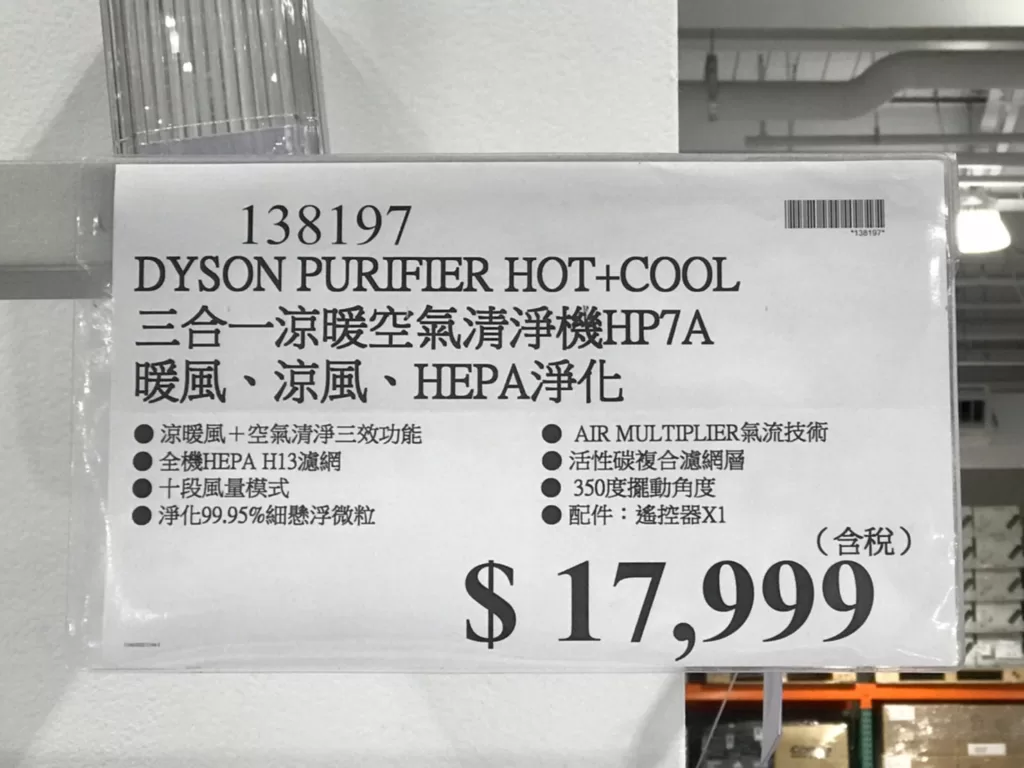 138197
*138197*
DYSON PURIFIER HOT+COOL
三合一涼暖空氣清淨機HP7A
暖風、涼風、HEPA淨化
●涼暖風＋空氣清淨三效功能
●全機HEPA H13濾網
●十段風量模式
●淨化99.95%細懸浮微粒
● AIR MULTIPLIER氣流技術
●活性碳複合濾網層
● 350度擺動角度
●配件：遙控器X1
（含稅）
$ 17,999